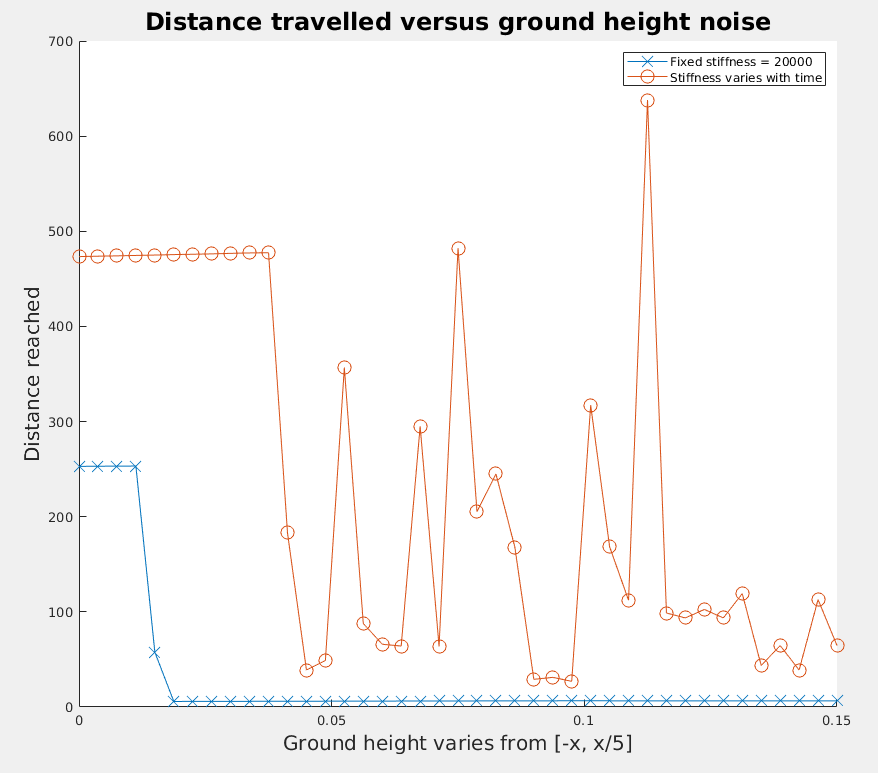 Distance travelled versus ground height noise
700
600
500
400
300
200
100
0
Distance reached
Fixed stiffness = 20000
Stiffness varies with time
0
0.05
0.1
0.15
Ground height varies from [-x, x/5]